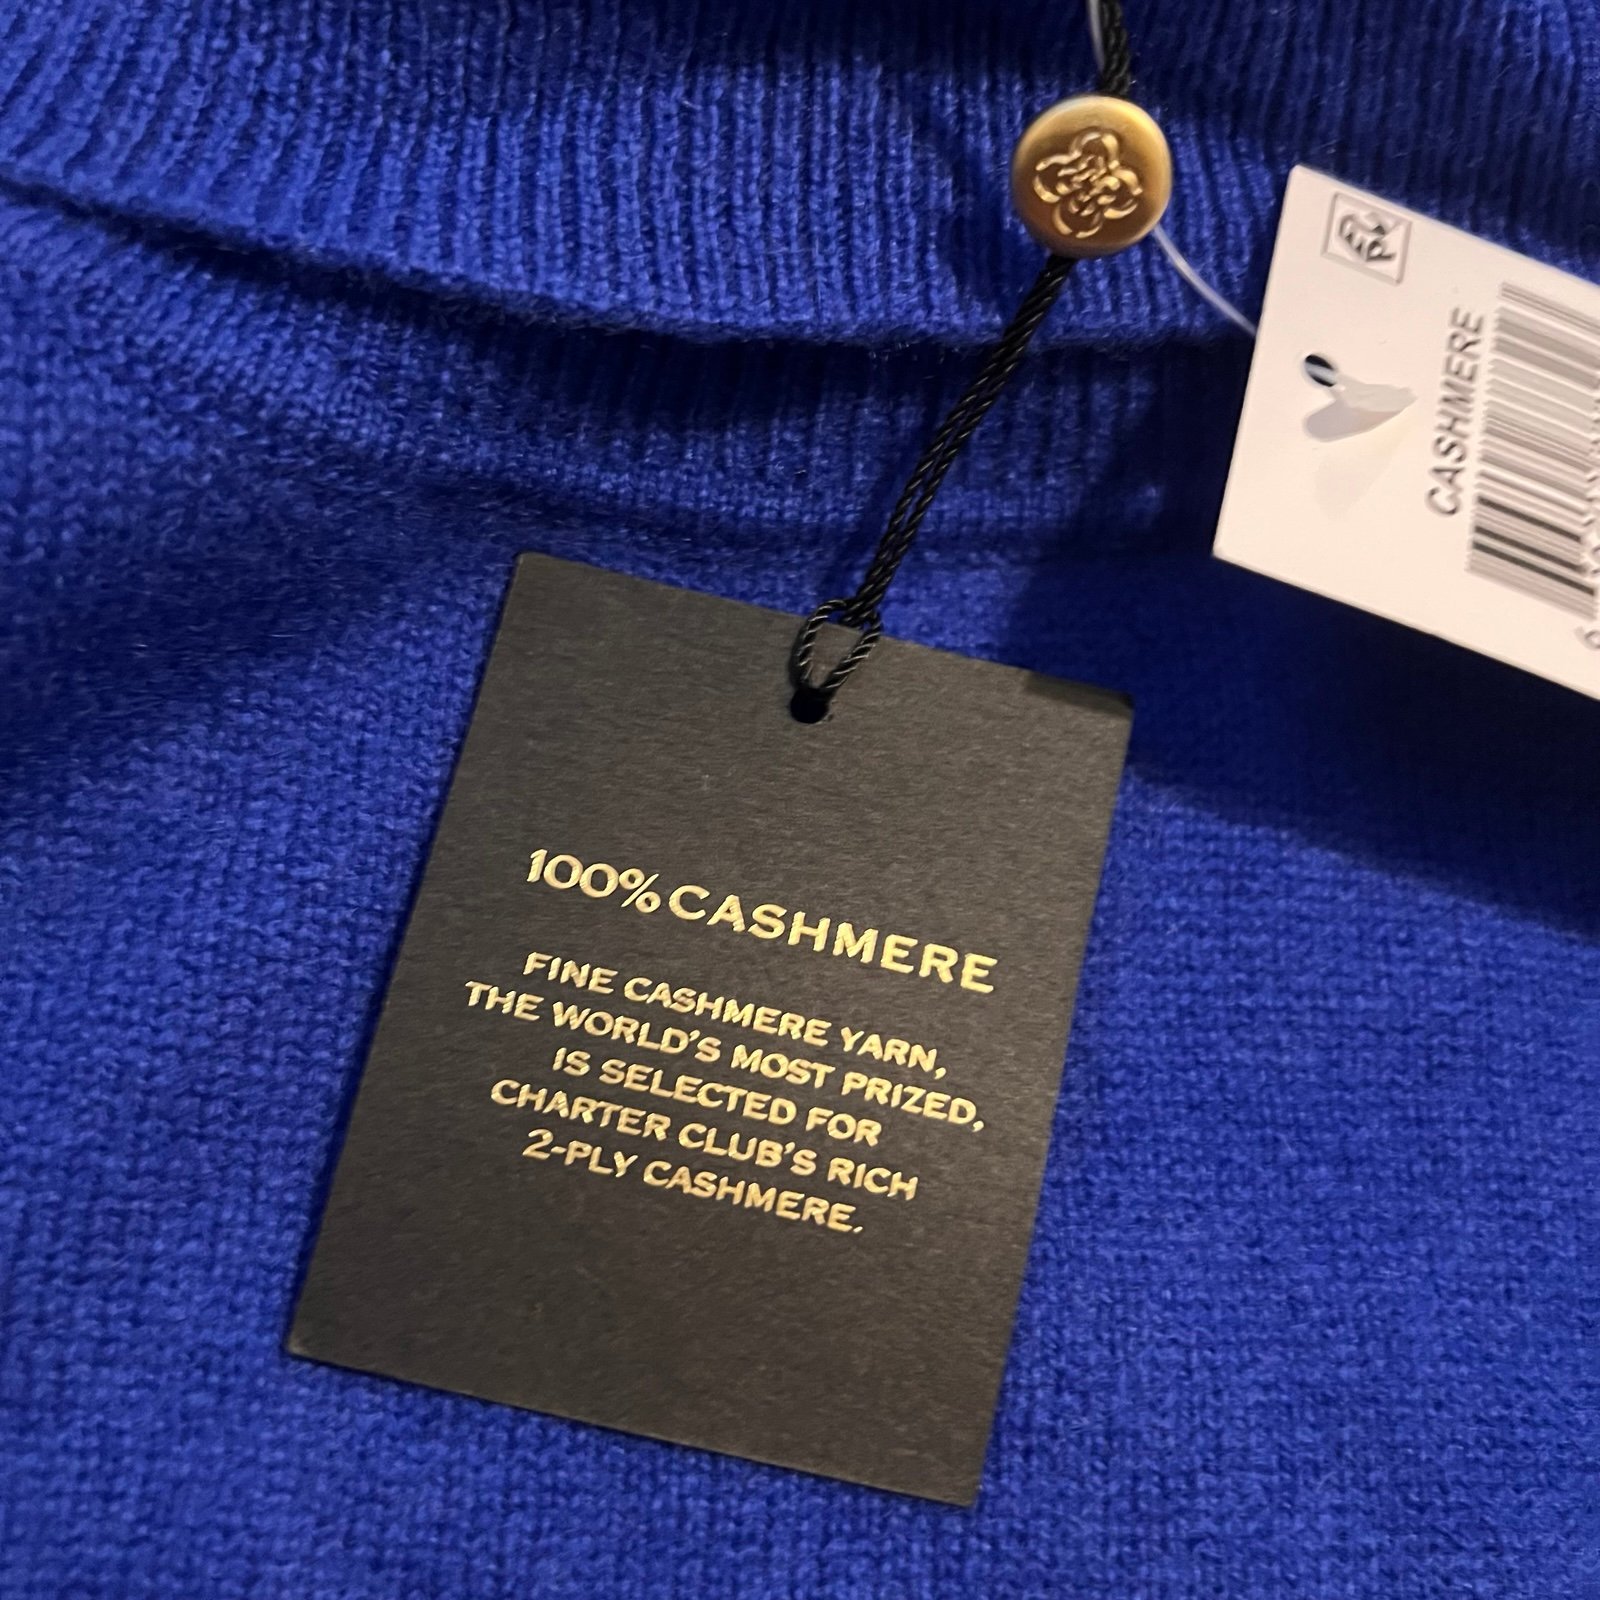 100% CASHMERE
FINE CASHMERE YARN,
THE WORLD'S MOST PRIZED,
IS SELECTED FOR
CHARTER CLUB'S RICH
2-PLY CASHMERE.
CASHMERE